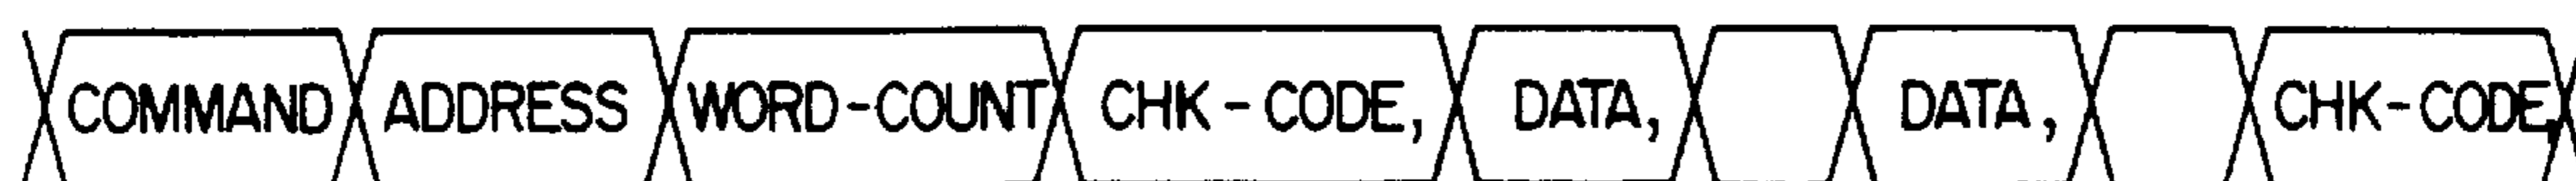 COMMAND ADDRESS WORD-COUNT CHK-CODE, DATA, DATA, CHK-CODE,